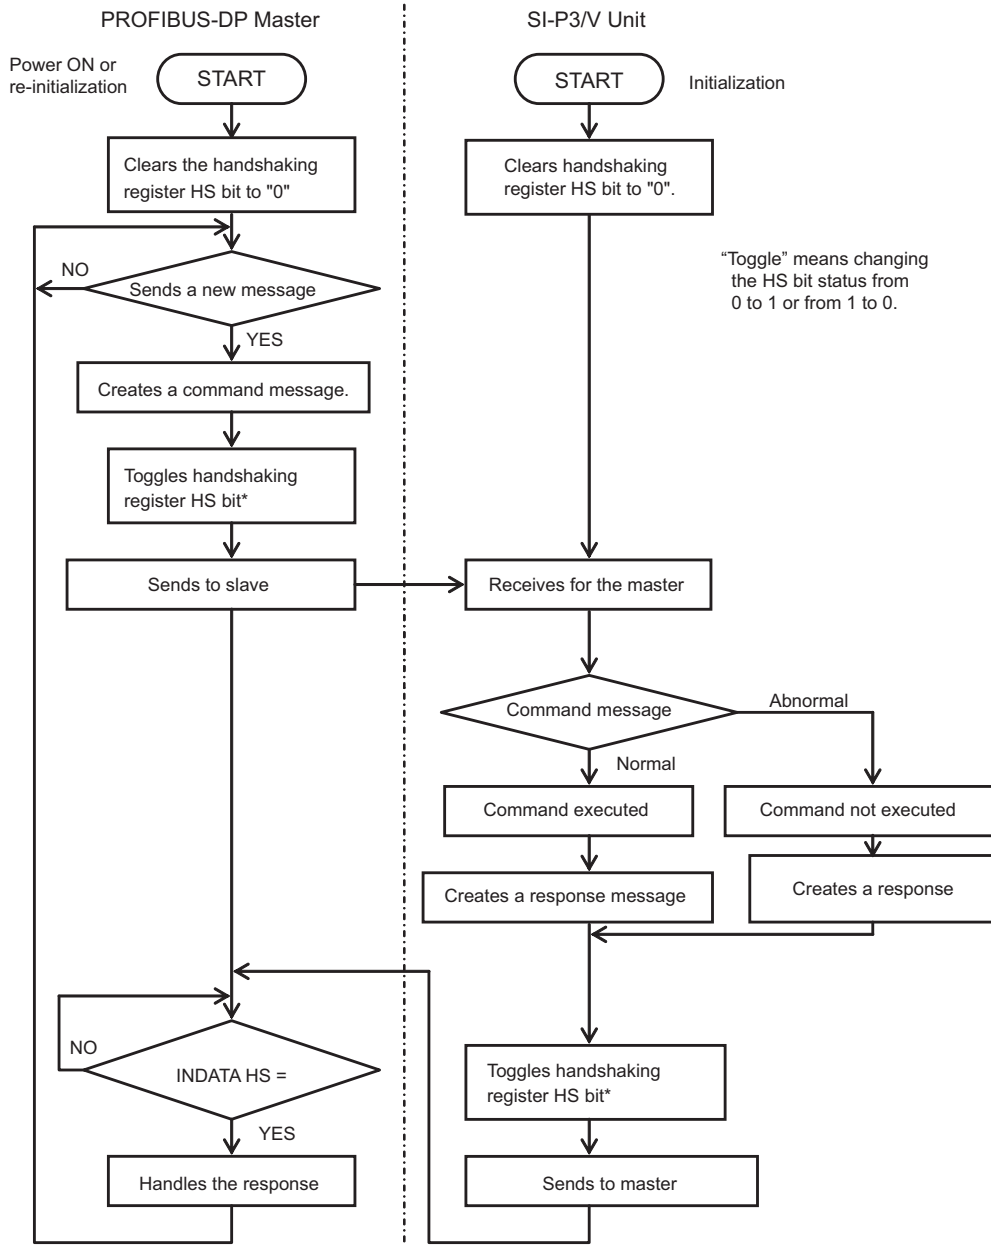 PROFIBUS-DP Master
SI-P3/V Unit
Power ON or
re-initialization
START
START
Initialization
Clears the handshaking
register HS bit to "0"
Clears handshaking
register HS bit to "0".
"Toggle" means changing
the HS bit status from
0 to 1 or from 1 to 0.
NO
Sends a new message
YES
Creates a command message.
Toggles handshaking
register HS bit*
Sends to slave
Receives for the master
Command message
Abnormal
Normal
Command executed
Command not executed
Creates a response message
Creates a response
NO
INDATA HS =
YES
Toggles handshaking
register HS bit*
Handles the response
Sends to master